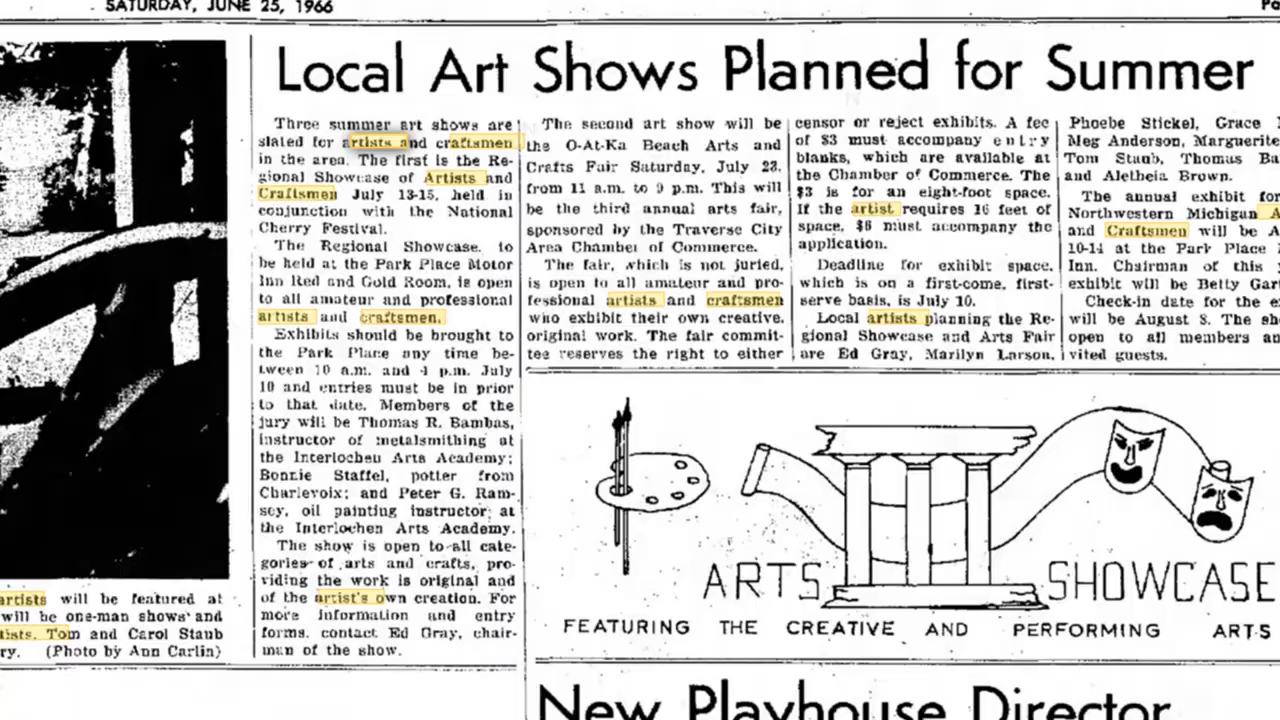 SATURDAY, JUNE 25, 1966
Local Art Shows Planned for Summer
Three summer art shows are
slated for artists and craftsmen
in the area. The first is the Re-
gional Showcase of Artists and
Craftsmen July 13-15, held in
conjunction with the National
Cherry Festival.
The Regional Showcase, to
be held at the Park Place Motor
Inn Red and Gold Room, is open
to all amateur and professional
artists and craftsmen.
Exhibits should be brought to
the Park Place any time be-
tween 10 a.m. and 4 p.m. July
10 and entries must be in prior
to that date. Members of the
jury will be Thomas R. Bambas,
instructor of metalsmithing at
the Interlochen Arts Academy;
Bonnie Staffel, potter from
Charlevoix; and Peter G. Ram-
sey, oil painting instructor at
the Interlochen Arts Academy.
The show is open to all cate-
gories of arts and crafts, pro-
viding the work is original and
of the artist's own creation. For
more information and entry
forms, contact Ed Gray, chair-
man of the show.
The second art show will be
the O-At-Ka Beach Arts and
Crafts Fair Saturday, July 23,
from 11 a.m. to 9 p.m. This will
be the third annual arts fair,
sponsored by the Traverse City
Area Chamber of Commerce.
The fair, which is not juried,
is open to all amateur and pro-
fessional artists and craftsmen
who exhibit their own creative,
original work. The fair commit-
tee reserves the right to either
censor or reject exhibits. A fee
of $3 must accompany entry
blanks, which are available at
the Chamber of Commerce. The
$3 is for an eight-foot space.
If the artist requires 16 feet of
space, $6 must accompany the
application.
Deadline for exhibit space,
which is on a first-come, first-
serve basis, is July 10.
Local artists planning the Re-
gional Showcase and Arts Fair
are Ed Gray, Marilyn Larson,
Phoebe Stickel, Grace
Meg Anderson, Marguerite
Tom Staub, Thomas Ba
and Aletheia Brown.
The annual exhibit for
Northwestern Michigan A
and Craftsmen will be A
10-14 at the Park Place
Inn. Chairman of this
exhibit will be Betty Gar
Check-in date for the e
will be August 8. The sh
open to all members an
vited guests.
artists will be featured at
will be one-man shows and
tists. Tom and Carol Staub
ry. (Photo by Ann Carlin)
ARTS SHOWCASE
FEATURING THE CREATIVE AND PERFORMING ARTS
New Playhouse Director